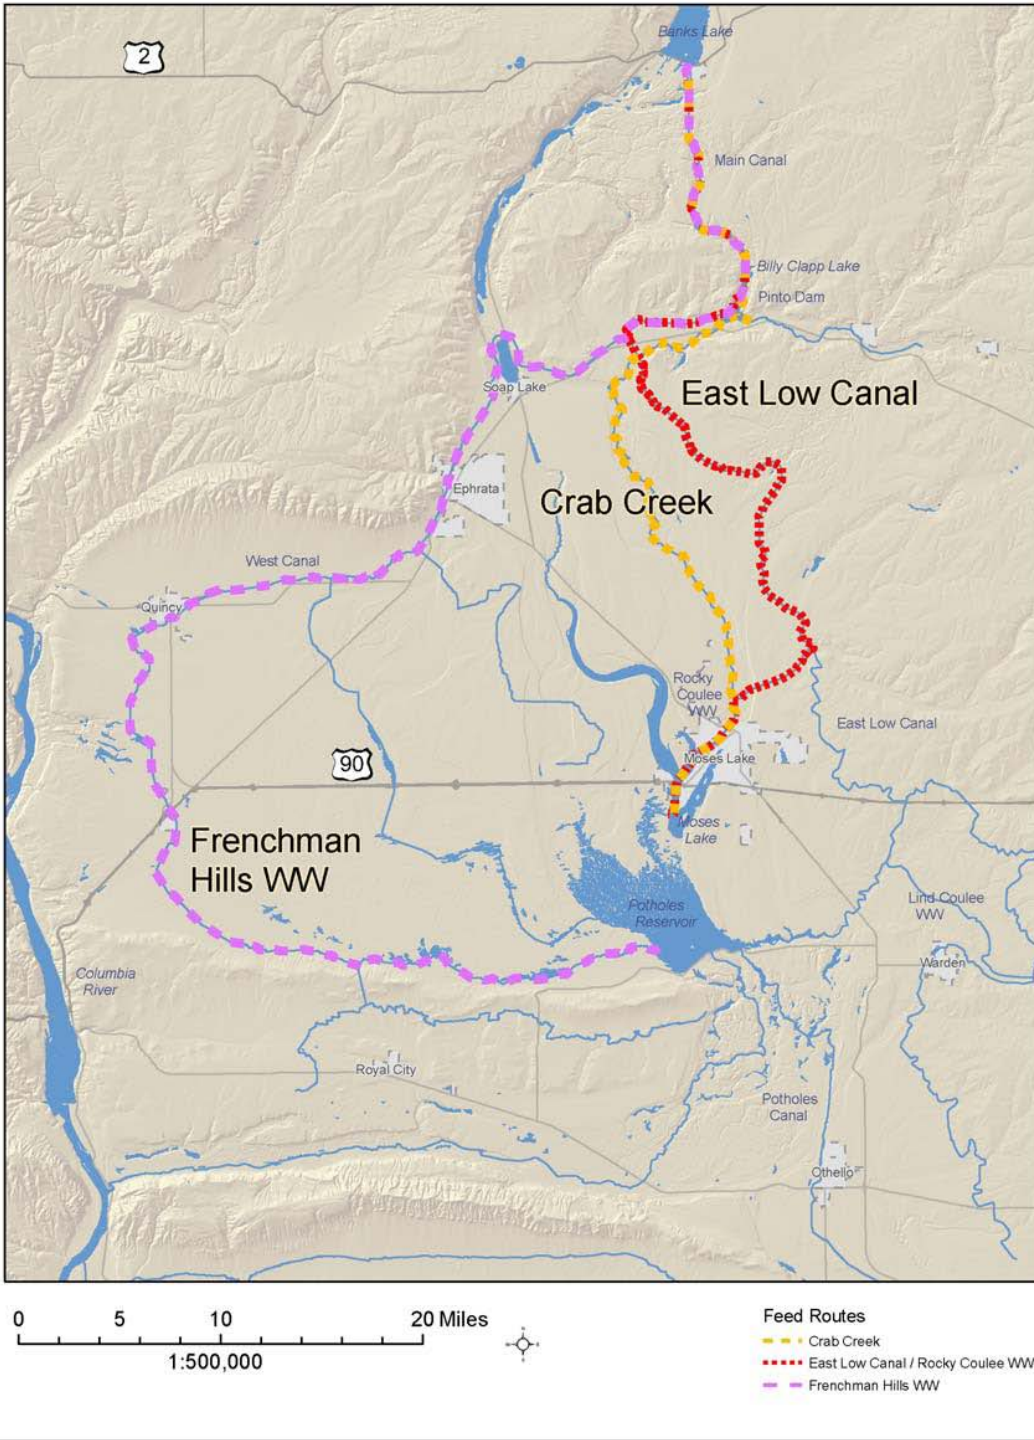 Banks Lake
2
Main Canal
Billy Clapp Lake
Pinto Dam
Soap Lake
East Low Canal
Ephrata
Crab Creek
West Canal
Quincy
Rocky
Coulee
WW
East Low Canal
90
Moses Lake
Moses
Lake
Frenchman
Hills WW
Potholes
Reservoir
Lind Coulee
WW
Warden
Columbia
River
Royal City
Potholes
Canal
Othello
0 5 10 20 Miles
1:500,000
Feed Routes
Crab Creek
East Low Canal / Rocky Coulee WW
Frenchman Hills WW